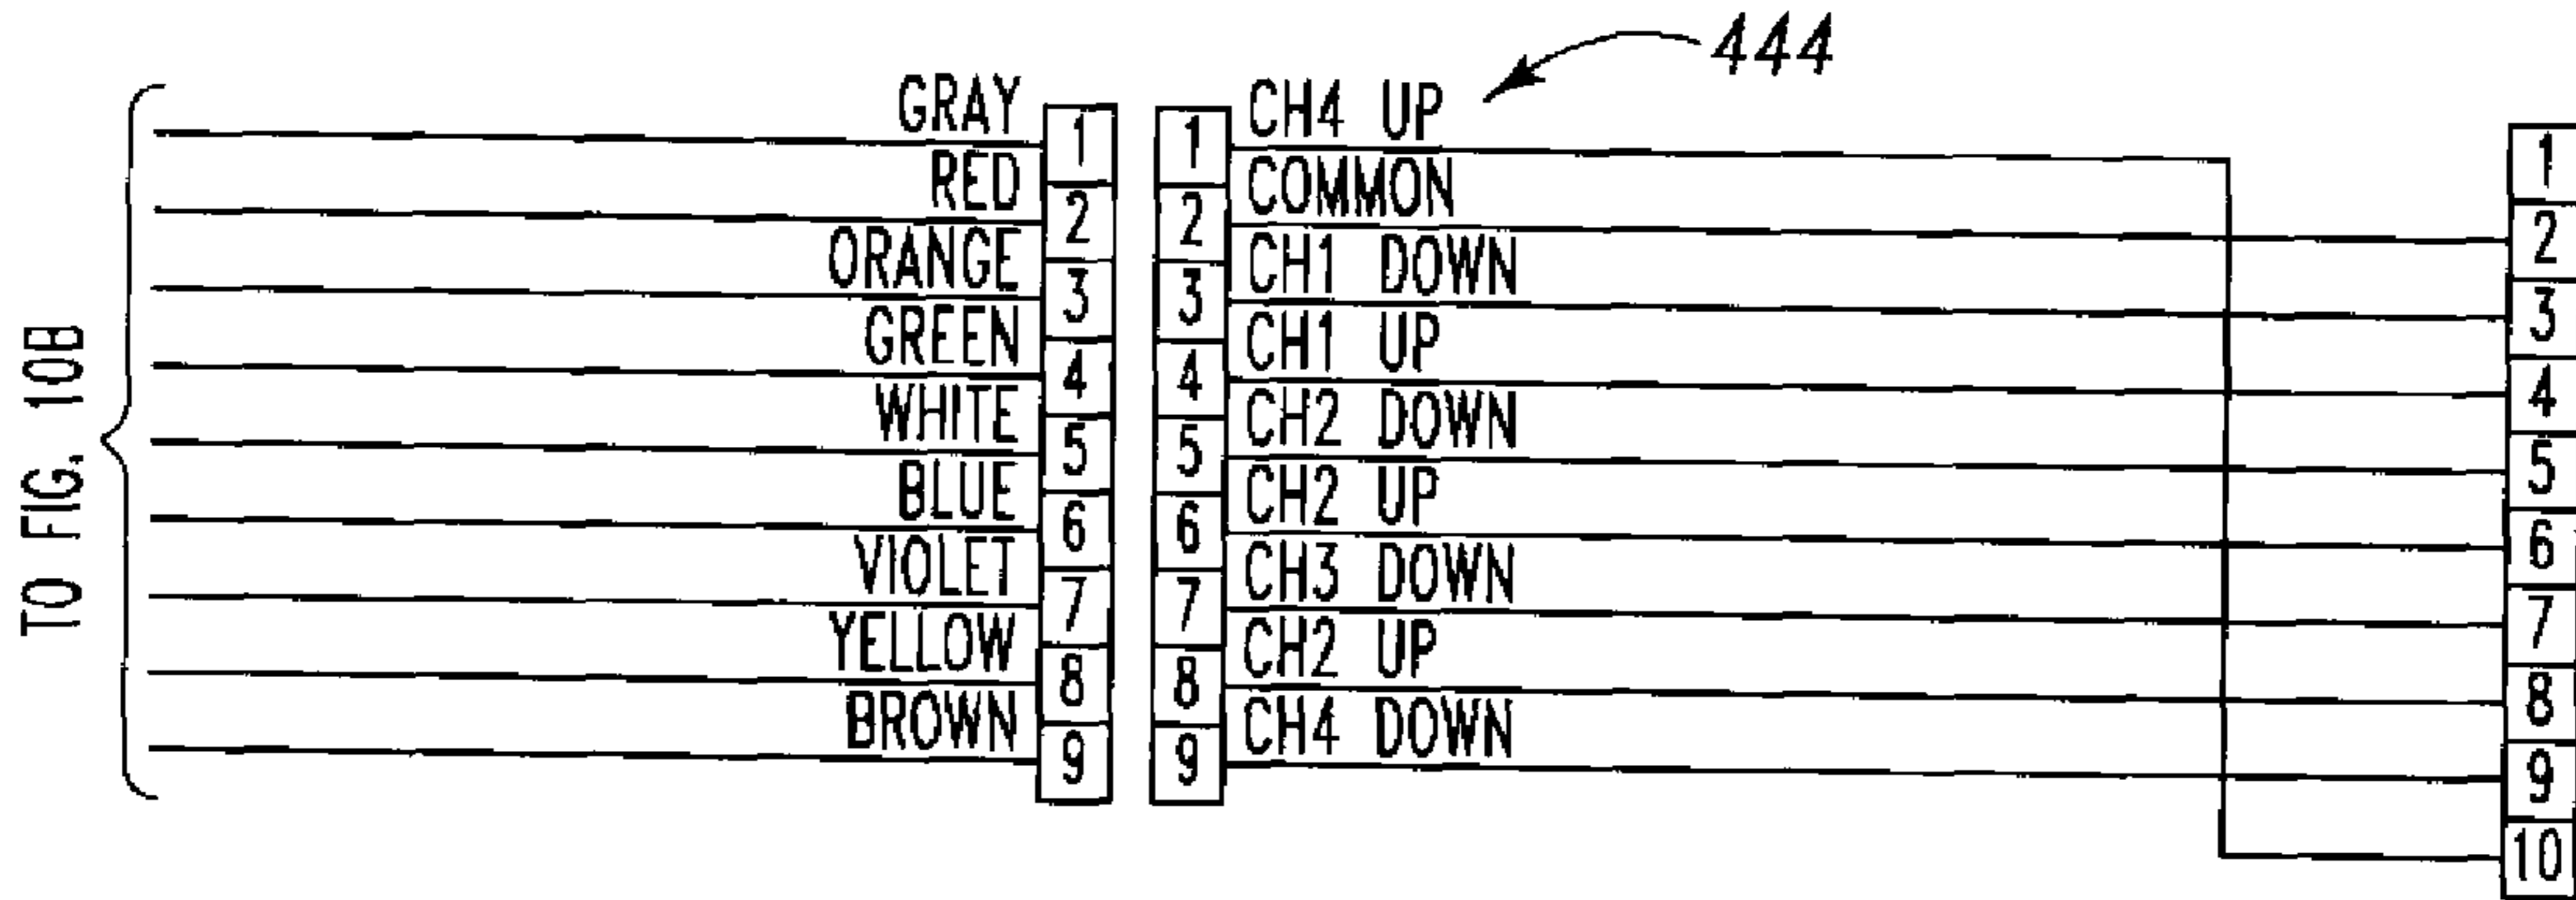 444
TO FIG. 10B
GRAY 1 1 CH4 UP 1
RED 2 2 COMMON 2
ORANGE 3 3 CH1 DOWN 3
GREEN 4 4 CH1 UP 4
WHITE 5 5 CH2 DOWN 5
BLUE 6 6 CH2 UP 6
VIOLET 7 7 CH3 DOWN 7
YELLOW 8 8 CH2 UP 8
BROWN 9 9 CH4 DOWN 9
10